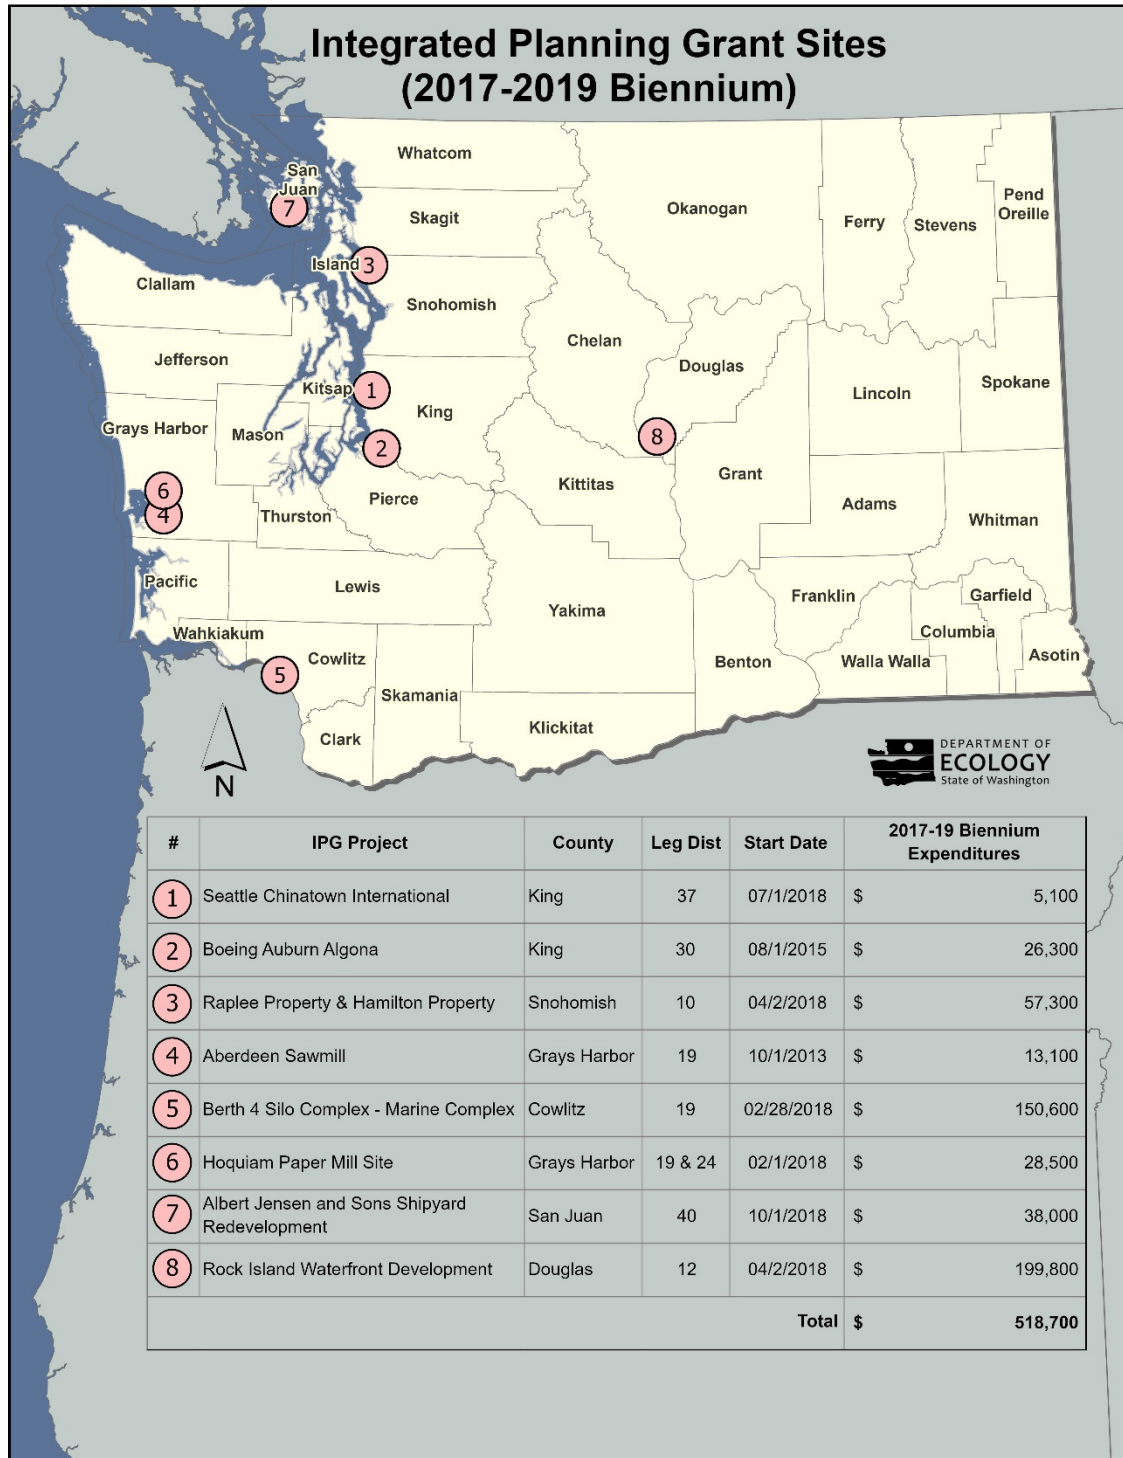 Integrated Planning Grant Sites
(2017-2019 Biennium)
Whatcom
San
Juan
7
Skagit
Okanogan
Ferry
Stevens
Pend
Oreille
Island
3
Clallam
Snohomish
Chelan
Douglas
Jefferson
Kitsap
1
King
Lincoln
Spokane
Grays Harbor
Mason
2
8
Kittitas
Grant
6
4
Thurston
Pierce
Adams
Whitman
Pacific
Lewis
Yakima
Franklin
Garfield
Wahkiakum
Columbia
Cowlitz
5
Benton
Walla Walla
Asotin
Skamania
Klickitat
Clark
N
DEPARTMENT OF
ECOLOGY
State of Washington
# IPG Project County Leg Dist Start Date 2017-19 Biennium
Expenditures
1 Seattle Chinatown International King 37 07/1/2018 $ 5,100
2 Boeing Auburn Algona King 30 08/1/2015 $ 26,300
3 Raplee Property & Hamilton Property Snohomish 10 04/2/2018 $ 57,300
4 Aberdeen Sawmill Grays Harbor 19 10/1/2013 $ 13,100
5 Berth 4 Silo Complex - Marine Complex Cowlitz 19 02/28/2018 $ 150,600
6 Hoquiam Paper Mill Site Grays Harbor 19 & 24 02/1/2018 $ 28,500
7 Albert Jensen and Sons Shipyard
Redevelopment San Juan 40 10/1/2018 $ 38,000
8 Rock Island Waterfront Development Douglas 12 04/2/2018 $ 199,800
Total $ 518,700